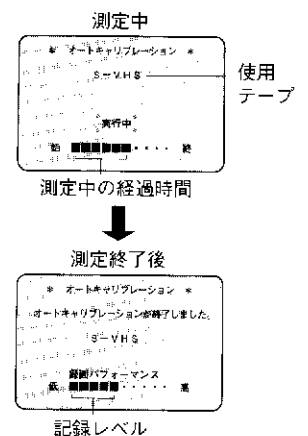 測定中
* オートキャリブレーション *
S-VHS
使用
テープ
実行中
始 ■■■■■■・・・・ 終
測定中の経過時間
測定終了後
* オートキャリブレーション *
オートキャリブレーションが終了しました。
S-VHS
録画パフォーマンス
低 ■■■■■・・・・・ 高
記録レベル